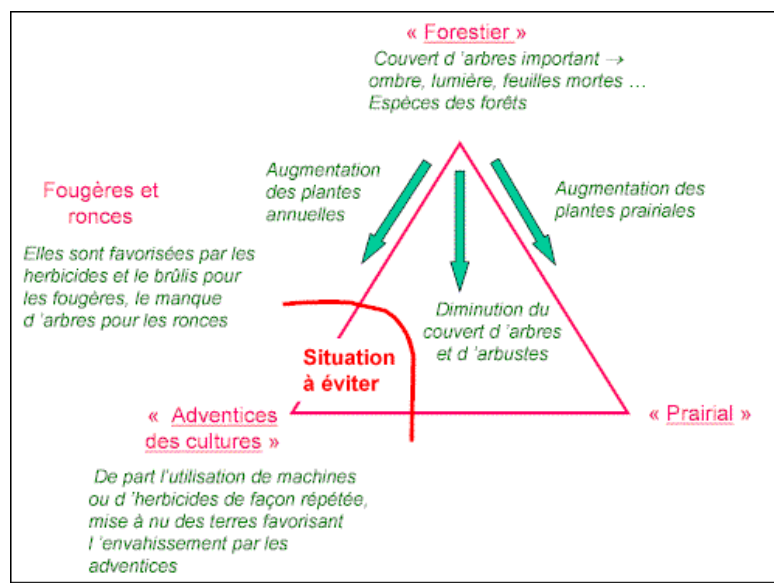 « Forestier »
Couvert d 'arbres important →
ombre, lumière, feuilles mortes …
Espèces des forêts
Augmentation
des plantes
annuelles
Augmentation des
plantes prairiales
Fougères et
ronces
Elles sont favorisées par les
herbicides et le brûlis pour
les fougères, le manque
d 'arbres pour les ronces
Diminution du
couvert d 'arbres
et d 'arbustes
Situation
à éviter
« Adventices
des cultures »
« Prairial »
De part l'utilisation de machines
ou d 'herbicides de façon répétée,
mise à nu des terres favorisant
l 'envahissement par les
adventices